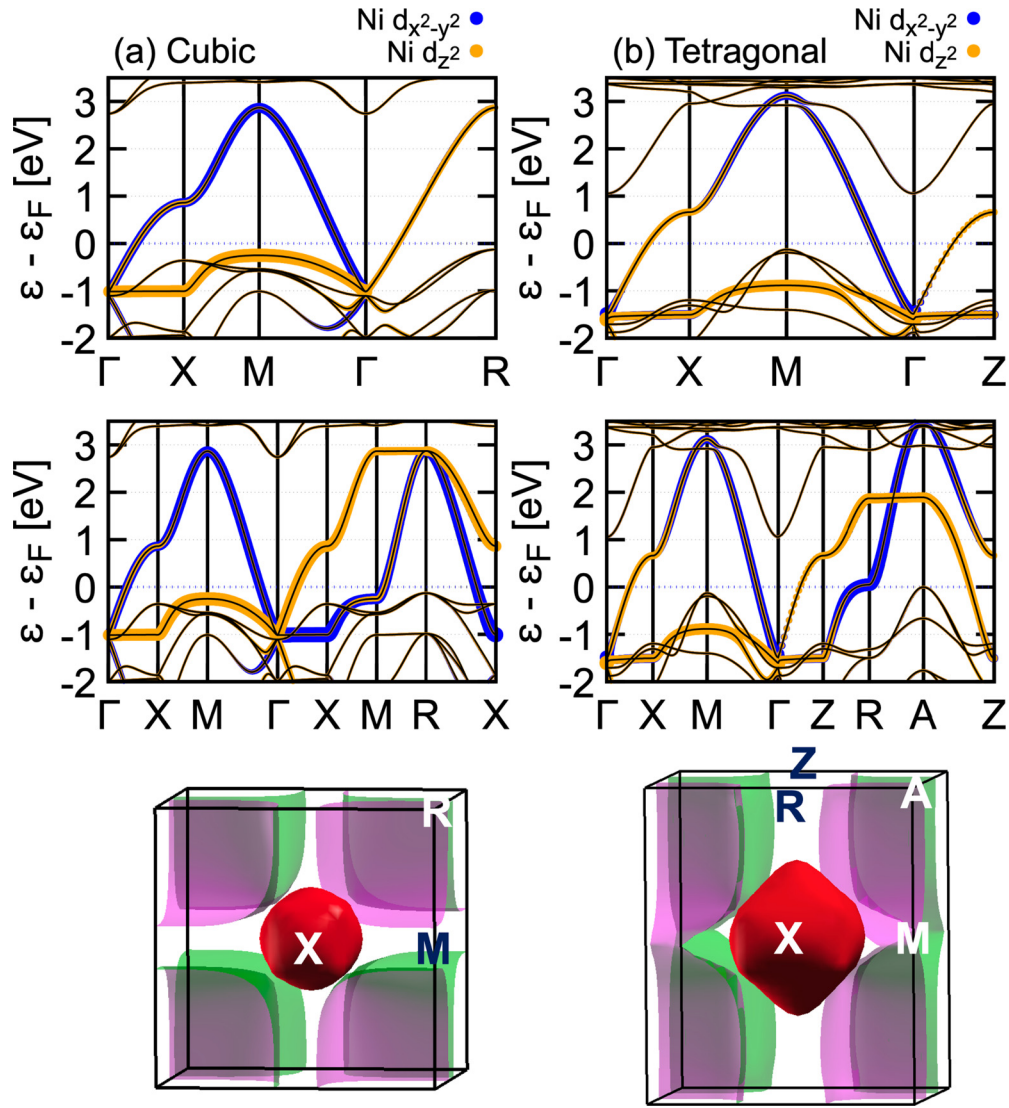 Ni dx²-y²
Ni dz²
(a) Cubic
3
2
1
0
-1
-2
ε - εF [eV]
Γ X M Γ R
Ni dx²-y²
Ni dz²
(b) Tetragonal
3
2
1
0
-1
-2
ε - εF [eV]
Γ X M Γ Z
3
2
1
0
-1
-2
ε - εF [eV]
Γ X M Γ X M R X
3
2
1
0
-1
-2
ε - εF [eV]
Γ X M Γ Z R A Z
R
X
M
Z
R
A
X
M